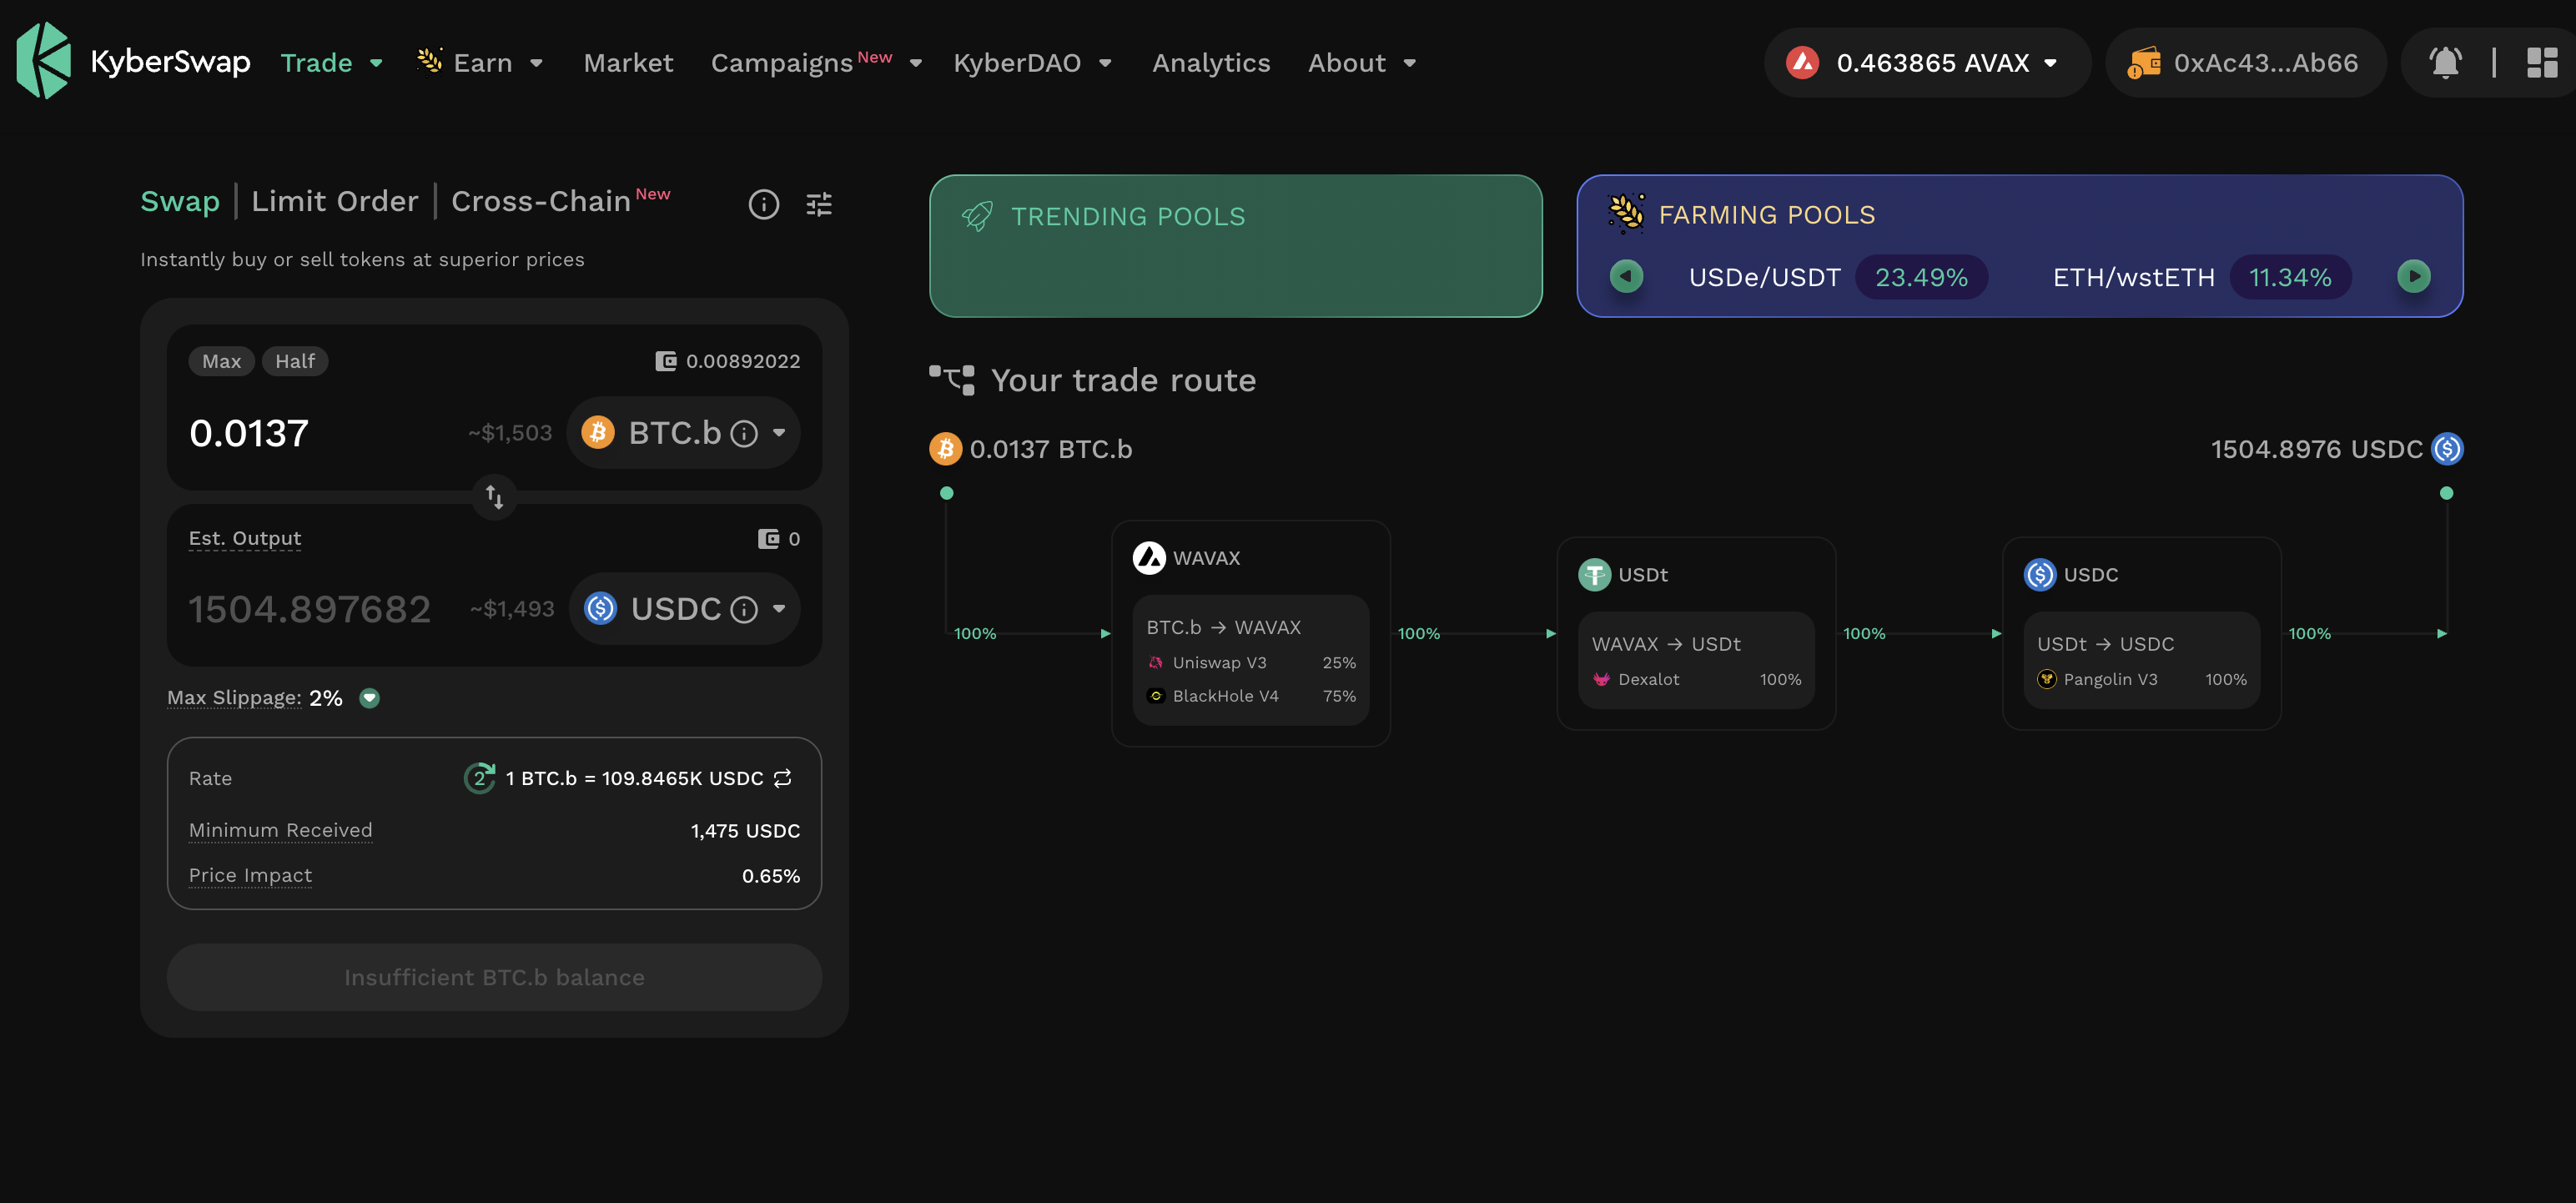 KyberSwap Trade Earn Market Campaigns New KyberDAO Analytics About 0.463865 AVAX 0xAc43...Ab66
Swap | Limit Order | Cross-Chain New
Instantly buy or sell tokens at superior prices
Max Half 0.00892022
0.0137 ~$1,503 BTC.b
Est. Output 0
1504.897682 ~$1,493 USDC
Max Slippage: 2%
Rate 2 1 BTC.b = 109.8465K USDC
Minimum Received 1,475 USDC
Price Impact 0.65%
Insufficient BTC.b balance
TRENDING POOLS
FARMING POOLS
USDe/USDT 23.49% ETH/wstETH 11.34%
Your trade route
0.0137 BTC.b 1504.8976 USDC
100%
WAVAX
BTC.b → WAVAX
Uniswap V3 25%
BlackHole V4 75%
100%
USDt
WAVAX → USDt
Dexalot 100%
100%
USDC
USDt → USDC
Pangolin V3 100%
100%